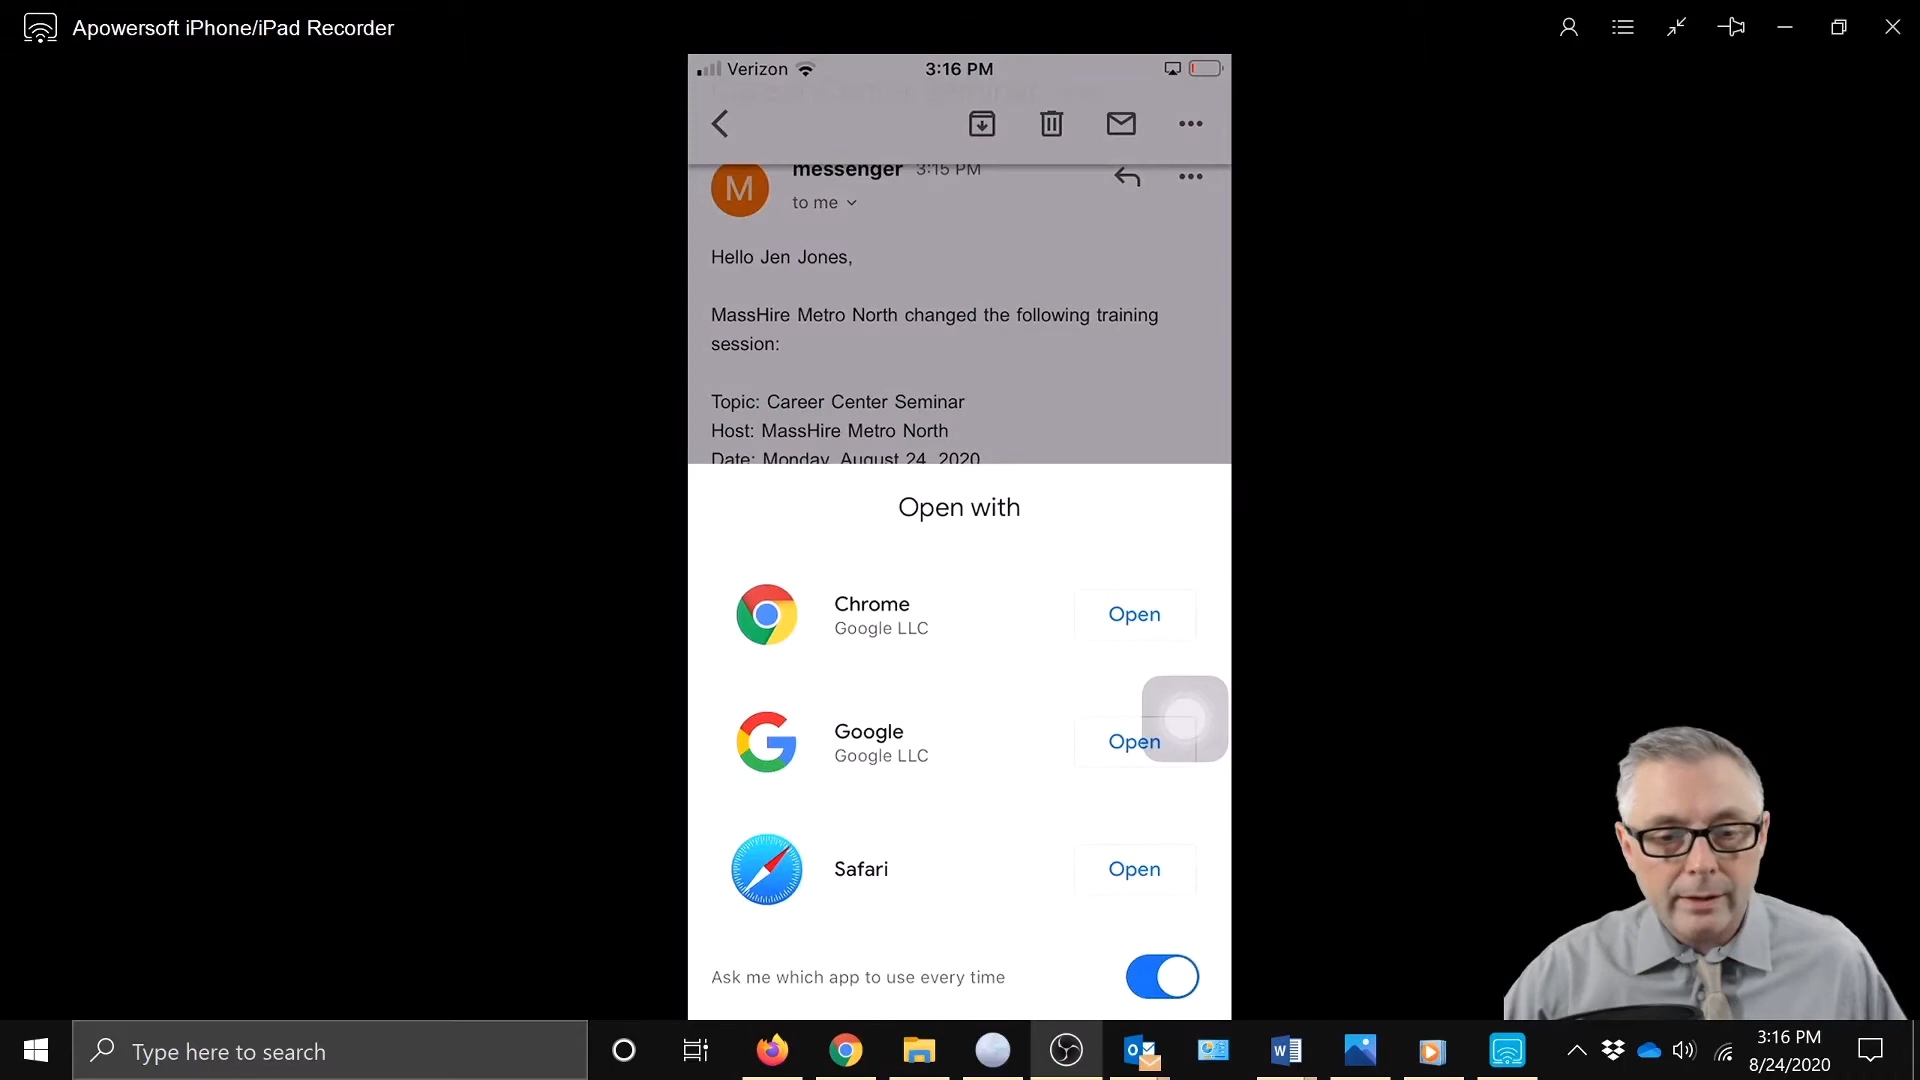 Apowersoft iPhone/iPad Recorder
Verizon 3:16 PM
M messenger 3:15 PM
to me
Hello Jen Jones,
MassHire Metro North changed the following training
session:
Topic: Career Center Seminar
Host: MassHire Metro North
Date: Monday, August 24, 2020
Open with
Chrome
Google LLC
Open
Google
Google LLC
Open
Safari
Open
Ask me which app to use every time
Type here to search
3:16 PM
8/24/2020